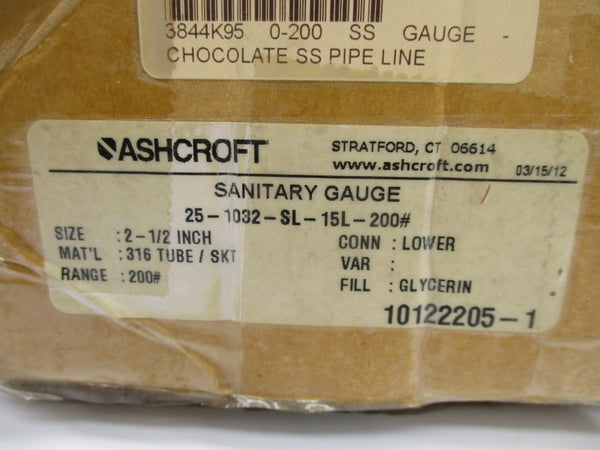 3844K95 0-200 SS GAUGE -
CHOCOLATE SS PIPE LINE
ASHCROFT
STRATFORD, CT 06614
www.ashcroft.com
03/15/12
SANITARY GAUGE
25-1032-SL-15L-200#
SIZE : 2-1/2 INCH
CONN : LOWER
MAT'L : 316 TUBE / SKT
VAR :
RANGE : 200#
FILL : GLYCERIN
10122205-1